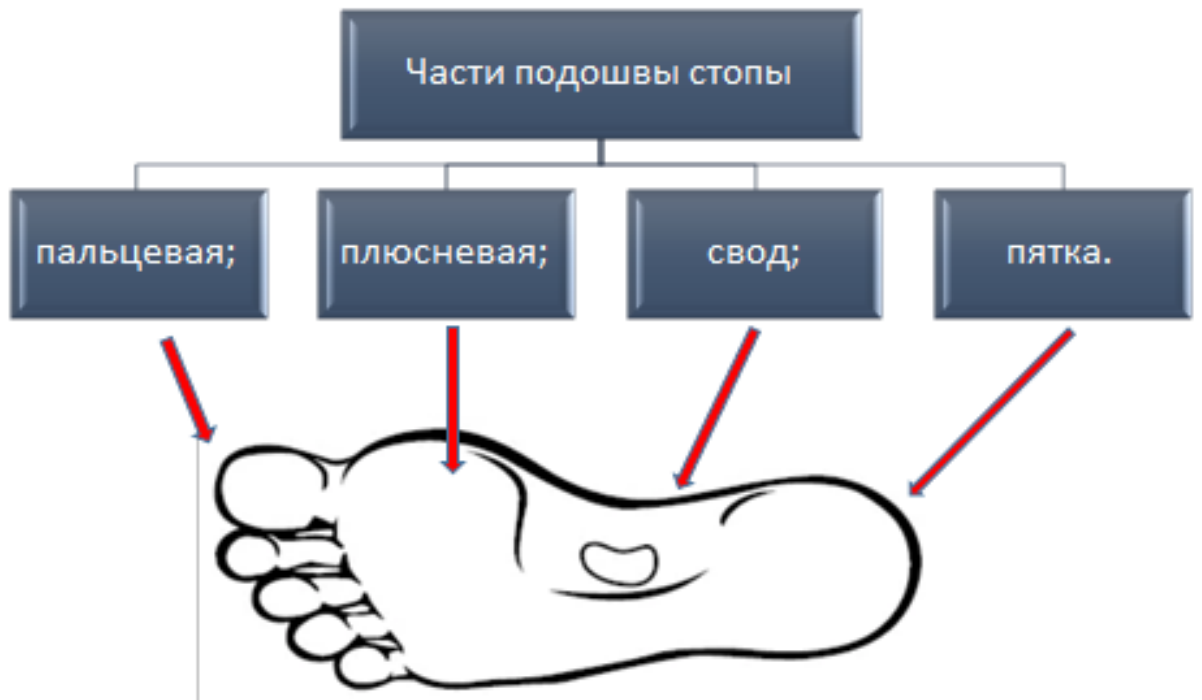 Части подошвы стопы
пальцевая;
плюсневая;
свод;
пятка.